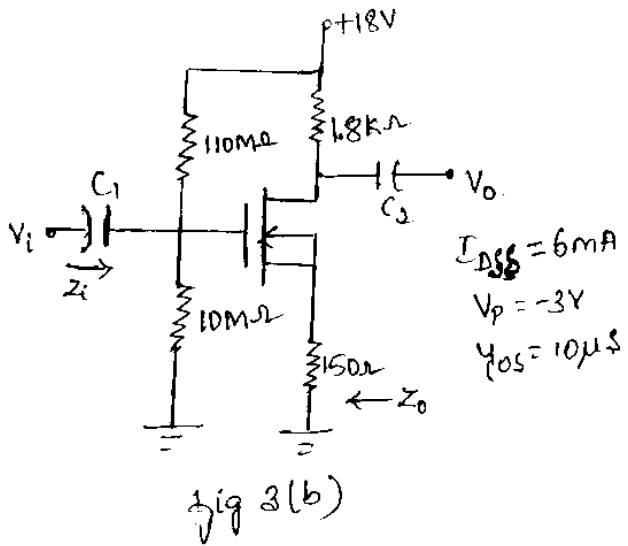 +18V
110MΩ
1.8KΩ
C1
C2
Vo
Vi
Zi
10MΩ
150Ω
Zo
IDSS = 6mA
Vp = -3V
YOS = 10μS
fig 3(b)